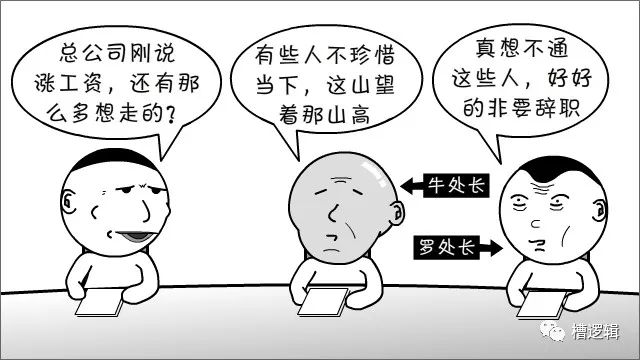 总公司刚说
涨工资，还有那
么多想走的？
有些人不珍惜
当下，这山望
着那山高
真想不通
这些人，好好
的非要辞职
牛处长
罗处长
槽逻辑